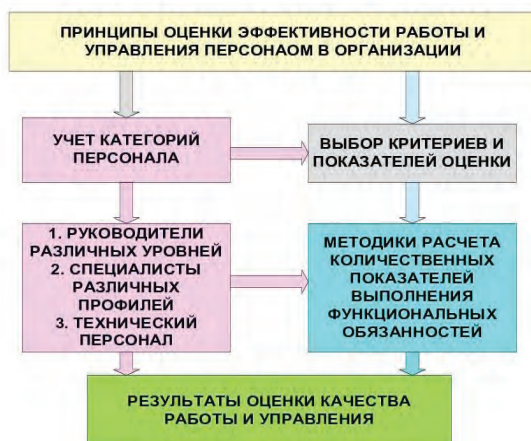 ПРИНЦИПЫ ОЦЕНКИ ЭФФЕКТИВНОСТИ РАБОТЫ И
УПРАВЛЕНИЯ ПЕРСОНАОМ В ОРГАНИЗАЦИИ
УЧЕТ КАТЕГОРИЙ
ПЕРСОНАЛА
ВЫБОР КРИТЕРИЕВ И
ПОКАЗАТЕЛЕЙ ОЦЕНКИ
1. РУКОВОДИТЕЛИ
РАЗЛИЧНЫХ УРОВНЕЙ
2. СПЕЦИАЛИСТЫ
РАЗЛИЧНЫХ
ПРОФИЛЕЙ
3. ТЕХНИЧЕСКИЙ
ПЕРСОНАЛ
МЕТОДИКИ РАСЧЕТА
КОЛИЧЕСТВЕННЫХ
ПОКАЗАТЕЛЕЙ
ВЫПОЛНЕНИЯ
ФУНКЦИОНАЛЬНЫХ
ОБЯЗАННОСТЕЙ
РЕЗУЛЬТАТЫ ОЦЕНКИ КАЧЕСТВА
РАБОТЫ И УПРАВЛЕНИЯ